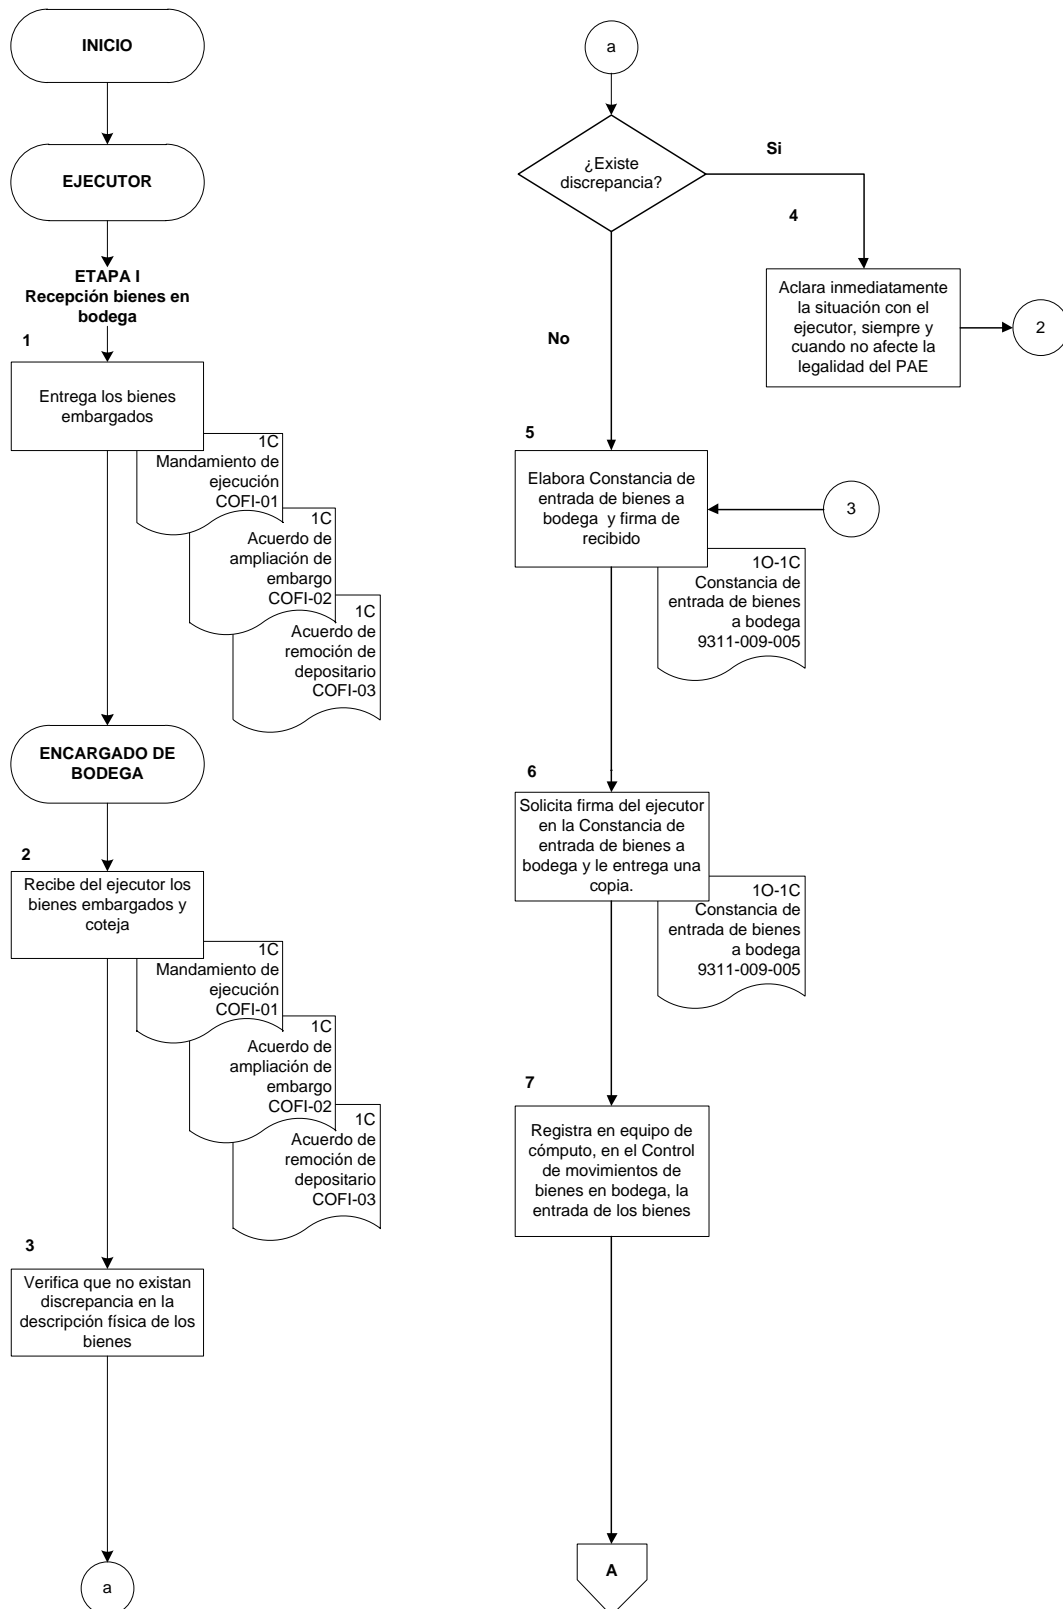 INICIO
EJECUTOR
ETAPA I
Recepción bienes en
bodega
1
Entrega los bienes
embargados
1C
Mandamiento de
ejecución
COFI-01
1C
Acuerdo de
ampliación de
embargo
COFI-02
1C
Acuerdo de
remoción de
depositario
COFI-03
ENCARGADO DE
BODEGA
2
Recibe del ejecutor los
bienes embargados y
coteja
1C
Mandamiento de
ejecución
COFI-01
1C
Acuerdo de
ampliación de
embargo
COFI-02
1C
Acuerdo de
remoción de
depositario
COFI-03
3
Verifica que no existan
discrepancia en la
descripción física de los
bienes
a
a
¿Existe
discrepancia?
Si
4
Aclara inmediatamente
la situación con el
ejecutor, siempre y
cuando no afecte la
legalidad del PAE
2
No
5
Elabora Constancia de
entrada de bienes a
bodega y firma de
recibido
3
1O-1C
Constancia de
entrada de bienes
a bodega
9311-009-005
6
Solicita firma del ejecutor
en la Constancia de
entrada de bienes a
bodega y le entrega una
copia.
1O-1C
Constancia de
entrada de bienes
a bodega
9311-009-005
7
Registra en equipo de
cómputo, en el Control
de movimientos de
bienes en bodega, la
entrada de los bienes
A